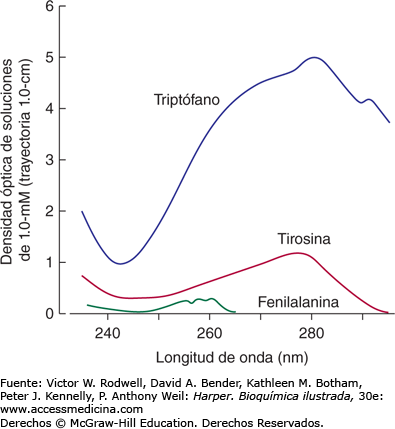 Densidad óptica de soluciones
de 1.0-mM (trayectoria 1.0-cm)
6
5
4
3
2
1
0
Triptófano
Tirosina
Fenilalanina
240
260
280
Longitud de onda (nm)
Fuente: Victor W. Rodwell, David A. Bender, Kathleen M. Botham,
Peter J. Kennelly, P. Anthony Weil: Harper. Bioquímica ilustrada, 30e:
www.accessmedicina.com
Derechos © McGraw-Hill Education. Derechos Reservados.